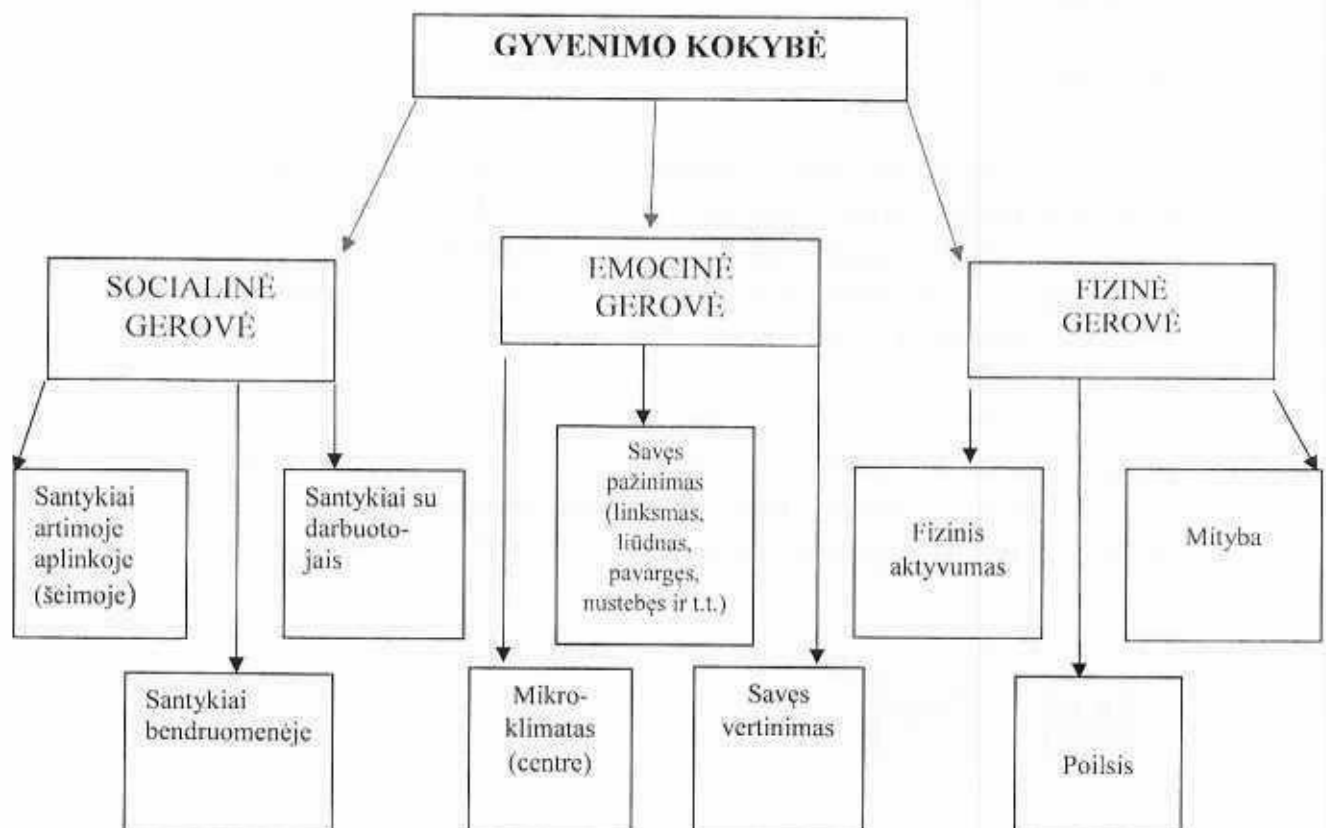 GYVENIMO KOKYBĖ
SOCIALINĖ
GEROVĖ
EMOCINĖ
GEROVĖ
FIZINĖ
GEROVĖ
Santykiai
artimoje
aplinkoje
(šeimoje)
Santykiai su
darbuoto-
jais
Savęs
pažinimas
(linksmas,
liūdnas,
pavargęs,
nustebęs ir t.t.)
Fizinis
aktyvumas
Mityba
Santykiai
bendruomenėje
Mikro-
klimatas
(centre)
Savęs
vertinimas
Poilsis